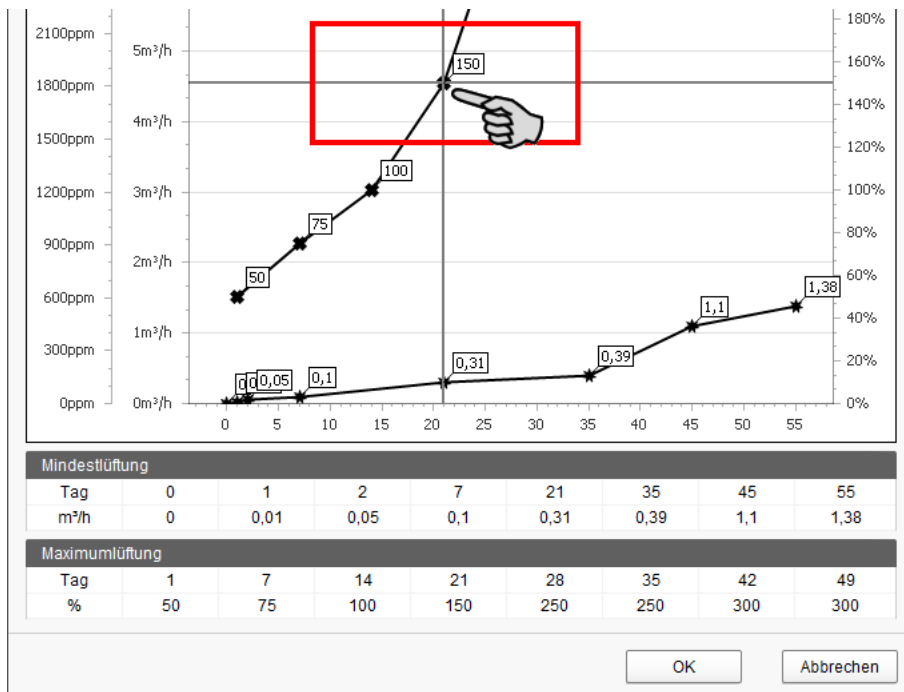 2100ppm
1800ppm
1500ppm
1200ppm
900ppm
600ppm
300ppm
0ppm
5m³/h
4m³/h
3m³/h
2m³/h
1m³/h
0m³/h
180%
160%
140%
120%
100%
80%
60%
40%
20%
0%
150
100
75
50
0,05
0,1
0,31
0,39
1,1
1,38
0 5 10 15 20 25 30 35 40 45 50 55
Mindestlüftung
Tag 0 1 2 7 21 35 45 55
m³/h 0 0,01 0,05 0,1 0,31 0,39 1,1 1,38
Maximumlüftung
Tag 1 7 14 21 28 35 42 49
% 50 75 100 150 250 250 300 300
OK Abbrechen